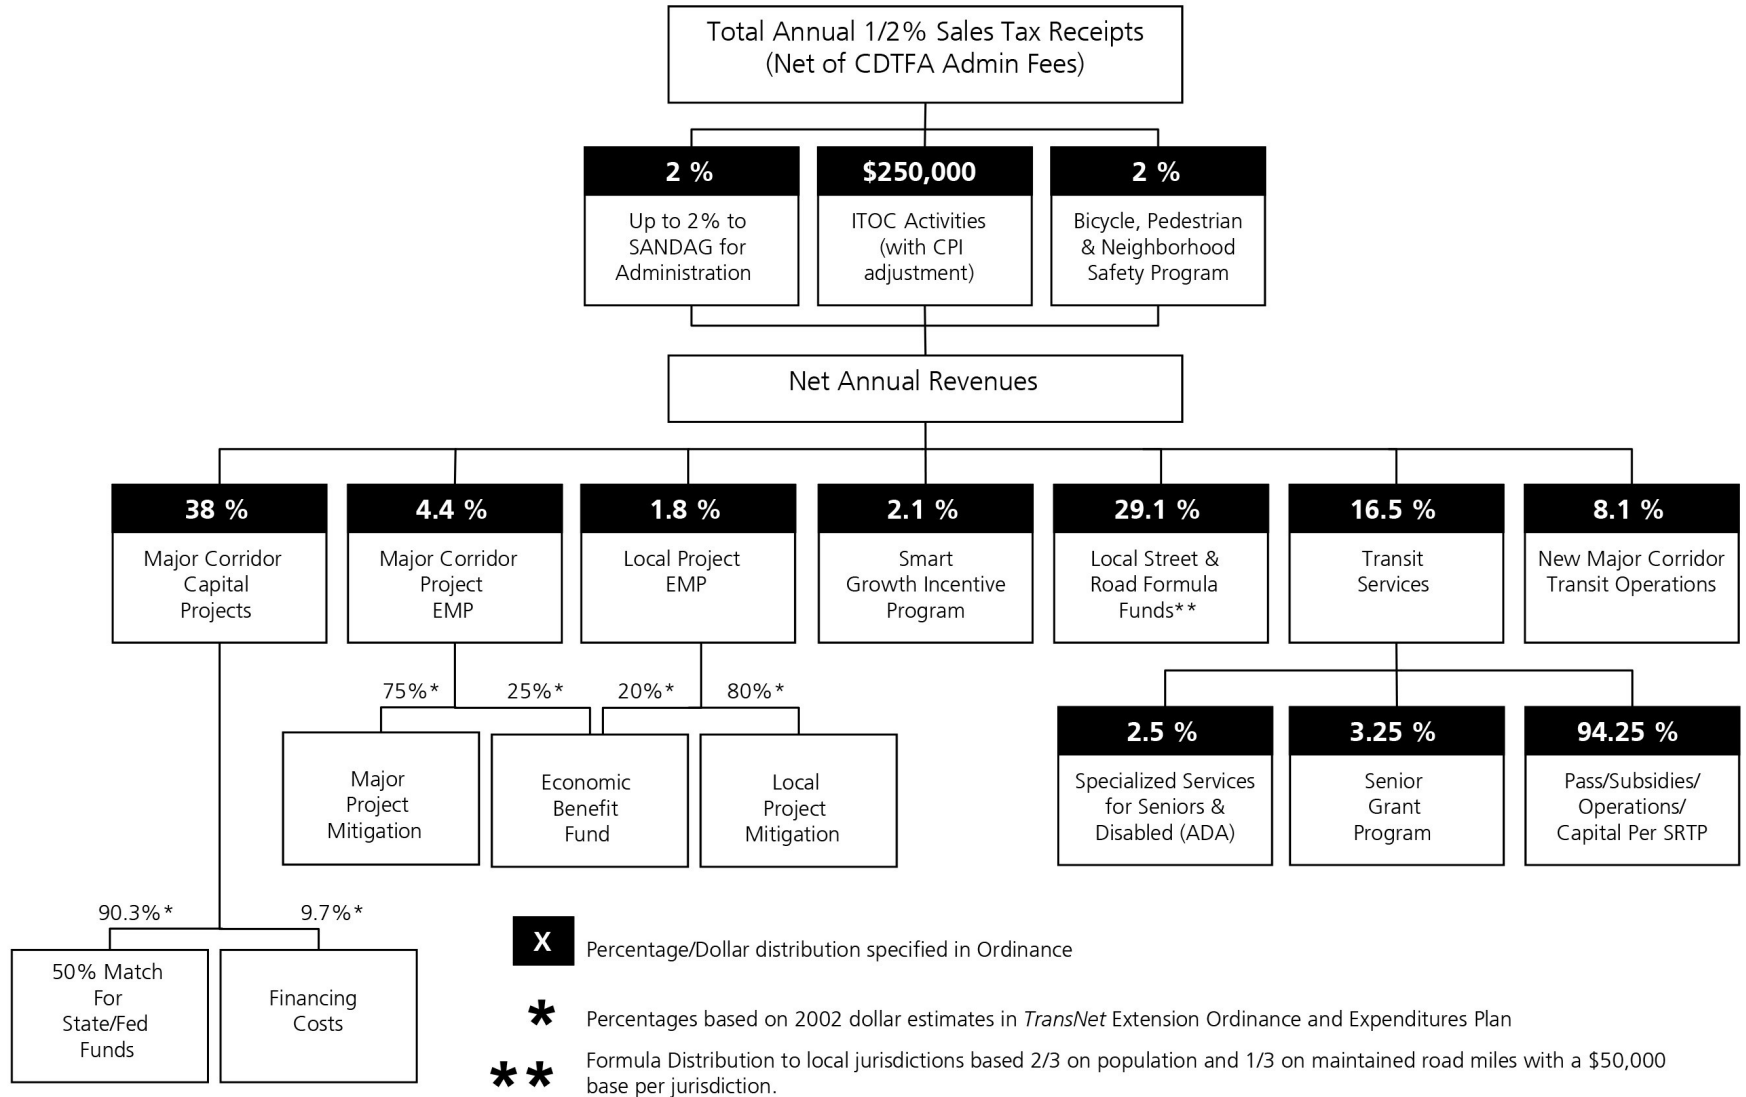 Total Annual 1/2% Sales Tax Receipts
(Net of CDTFA Admin Fees)
2 %
Up to 2% to
SANDAG for
Administration
$250,000
ITOC Activities
(with CPI
adjustment)
2 %
Bicycle, Pedestrian
& Neighborhood
Safety Program
Net Annual Revenues
38 %
Major Corridor
Capital
Projects
4.4 %
Major Corridor
Project
EMP
1.8 %
Local Project
EMP
2.1 %
Smart
Growth Incentive
Program
29.1 %
Local Street &
Road Formula
Funds**
16.5 %
Transit
Services
8.1 %
New Major Corridor
Transit Operations
75%*
25%*
20%*
80%*
Major
Project
Mitigation
Economic
Benefit
Fund
Local
Project
Mitigation
2.5 %
Specialized Services
for Seniors &
Disabled (ADA)
3.25 %
Senior
Grant
Program
94.25 %
Pass/Subsidies/
Operations/
Capital Per SRTP
90.3%*
9.7%*
50% Match
For
State/Fed
Funds
Financing
Costs
X Percentage/Dollar distribution specified in Ordinance
* Percentages based on 2002 dollar estimates in TransNet Extension Ordinance and Expenditures Plan
** Formula Distribution to local jurisdictions based 2/3 on population and 1/3 on maintained road miles with a $50,000
base per jurisdiction.